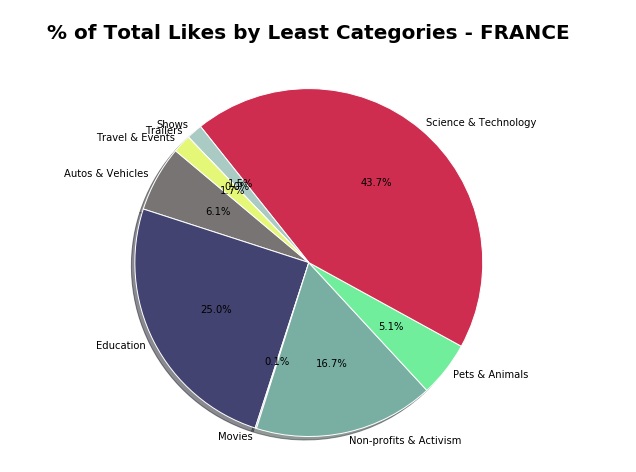 % of Total Likes by Least Categories - FRANCE
Shows
Trailers
Travel & Events
Autos & Vehicles
Education
Movies
Non-profits & Activism
Pets & Animals
Science & Technology
1.5%
0.0%
1.7%
6.1%
25.0%
0.1%
16.7%
5.1%
43.7%